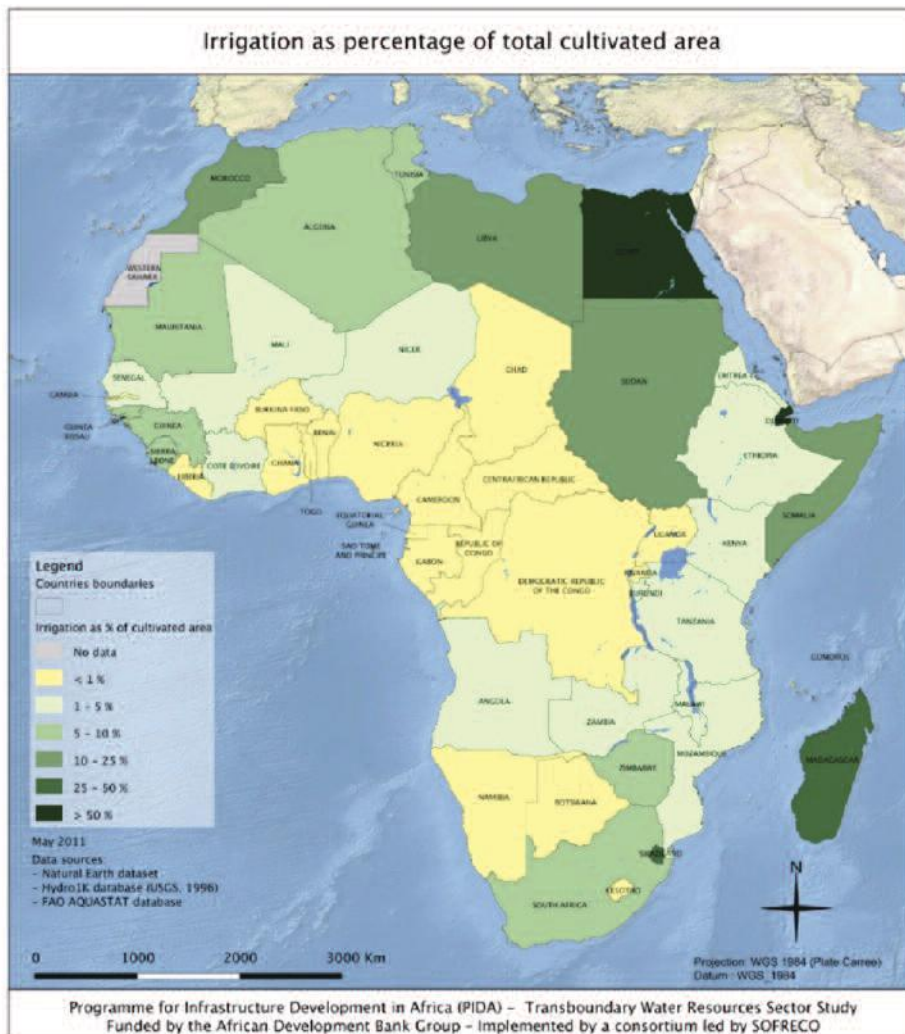 Irrigation as percentage of total cultivated area
MOROCCO
TUNISIA
ALGERIA
LIBYA
WESTERN
SAHARA
MAURITANIA
MALI
NIGER
CHAD
SUDAN
ERITREA
SENEGAL
GAMBIA
GUINEA
BISSAU
GUINEA
SIERRA
LEONE
LIBERIA
COTE D'IVOIRE
BURKINA FASO
GHANA
BENIN
TOGO
NIGERIA
CAMEROON
CENTRAFRICAN REPUBLIC
ETHIOPIA
SOMALIA
EQUATORIAL
GUINEA
SAO TOME
AND PRINCIPE
GABON
REPUBLIC OF
CONGO
DEMOCRATIC REPUBLIC
OF THE CONGO
UGANDA
KENYA
RWANDA
BURUNDI
TANZANIA
COMOROS
ANGOLA
ZAMBIA
MALAWI
MOZAMBIQUE
ZIMBABWE
MADAGASCAR
NAMIBIA
BOTSWANA
SWAZILAND
LESOTHO
SOUTH AFRICA
Legend
Countries boundaries
Irrigation as % of cultivated area
No data
< 1 %
1 - 5 %
5 - 10 %
10 - 25 %
25 - 50 %
> 50 %
May 2011
Data sources:
- Natural Earth dataset
- Hydro1K database (USGS, 1996)
- FAO AQUASTAT database
0 1000 2000 3000 Km
N
Projection: WGS 1984 (Plate Carree)
Datum : WGS_1984
Programme for Infrastructure Development in Africa (PIDA) - Transboundary Water Resources Sector Study
Funded by the African Development Bank Group - Implemented by a consortium led by SOFRECO